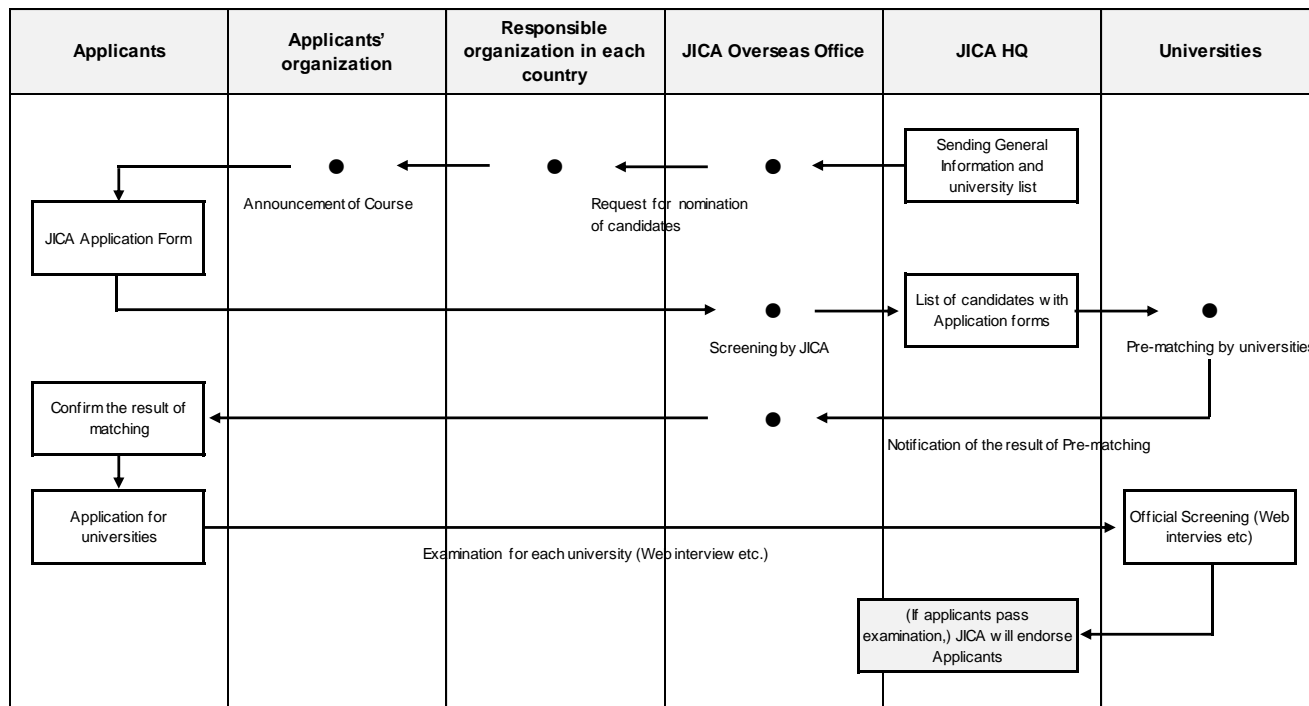 Applicants
Applicants'
organization
Responsible
organization in each
country
JICA Overseas Office
JICA HQ
Universities
Sending General
Information and
university list
Announcement of Course
Request for nomination
of candidates
JICA Application Form
List of candidates with
Application forms
Screening by JICA
Pre-matching by universities
Confirm the result of
matching
Notification of the result of Pre-matching
Application for
universities
Official Screening (Web
intervies etc)
Examination for each university (Web interview etc.)
(If applicants pass
examination,) JICA will endorse
Applicants